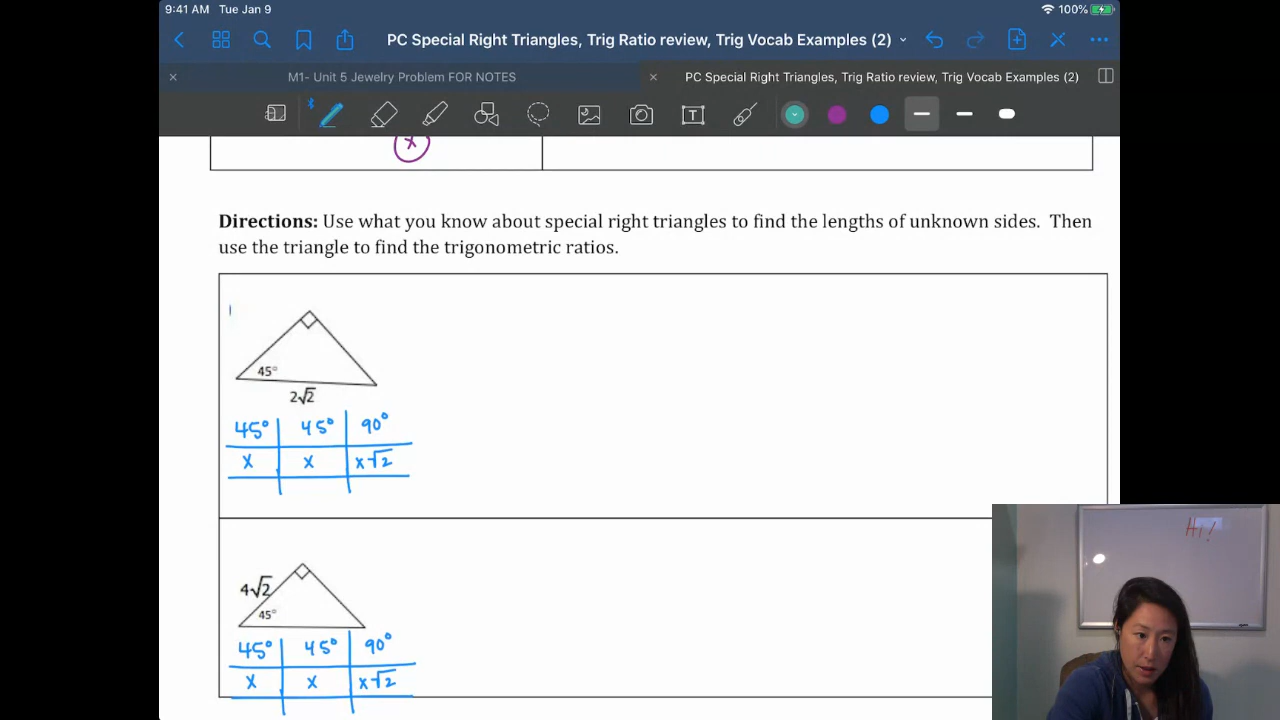 9:41 AM Tue Jan 9
100%
PC Special Right Triangles, Trig Ratio review, Trig Vocab Examples (2)
M1- Unit 5 Jewelry Problem FOR NOTES
PC Special Right Triangles, Trig Ratio review, Trig Vocab Examples (2)
T
x
Directions: Use what you know about special right triangles to find the lengths of unknown sides. Then
use the triangle to find the trigonometric ratios.
45°
2√2
45° 45° 90°
x x x√2
Hi!
4√2
45°
45° 45° 90°
x x x√2